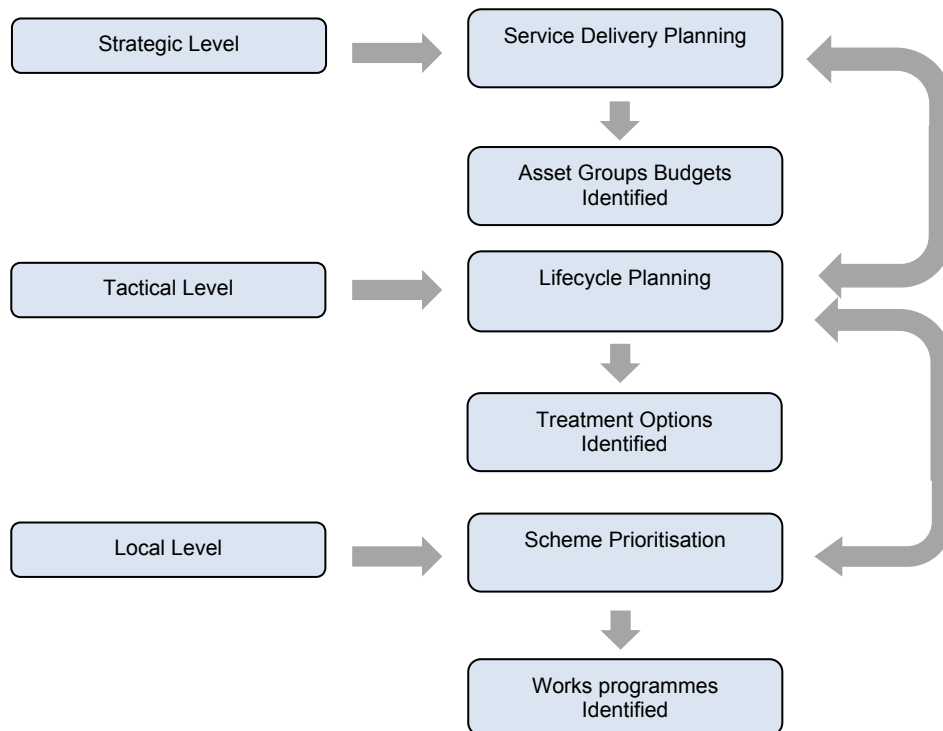 Strategic Level
Service Delivery Planning
Asset Groups Budgets
Identified
Tactical Level
Lifecycle Planning
Treatment Options
Identified
Local Level
Scheme Prioritisation
Works programmes
Identified